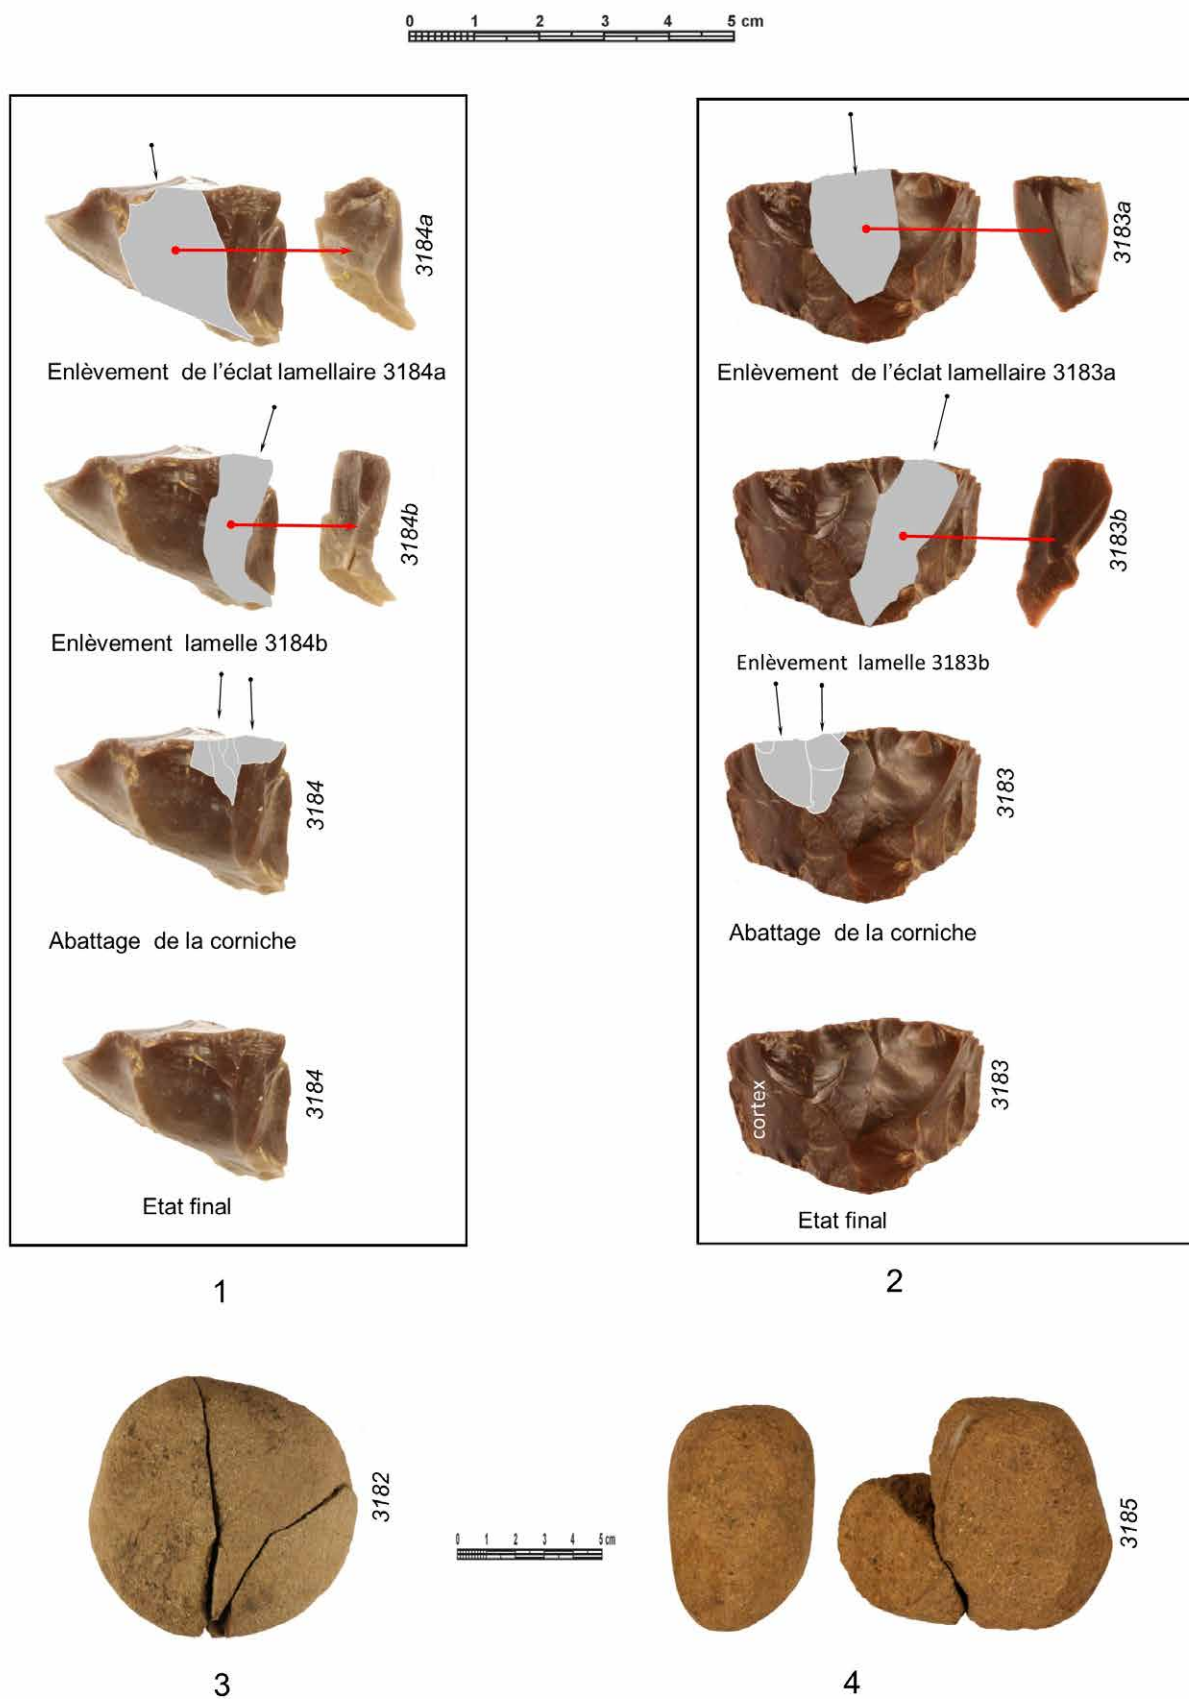 0 1 2 3 4 5 cm
3184a
Enlèvement de l'éclat lamellaire 3184a
3184b
Enlèvement lamelle 3184b
3184
Abattage de la corniche
3184
Etat final
1
3183a
Enlèvement de l'éclat lamellaire 3183a
3183b
Enlèvement lamelle 3183b
3183
Abattage de la corniche
cortex
3183
Etat final
2
3182
3
0 1 2 3 4 5 cm
3185
4